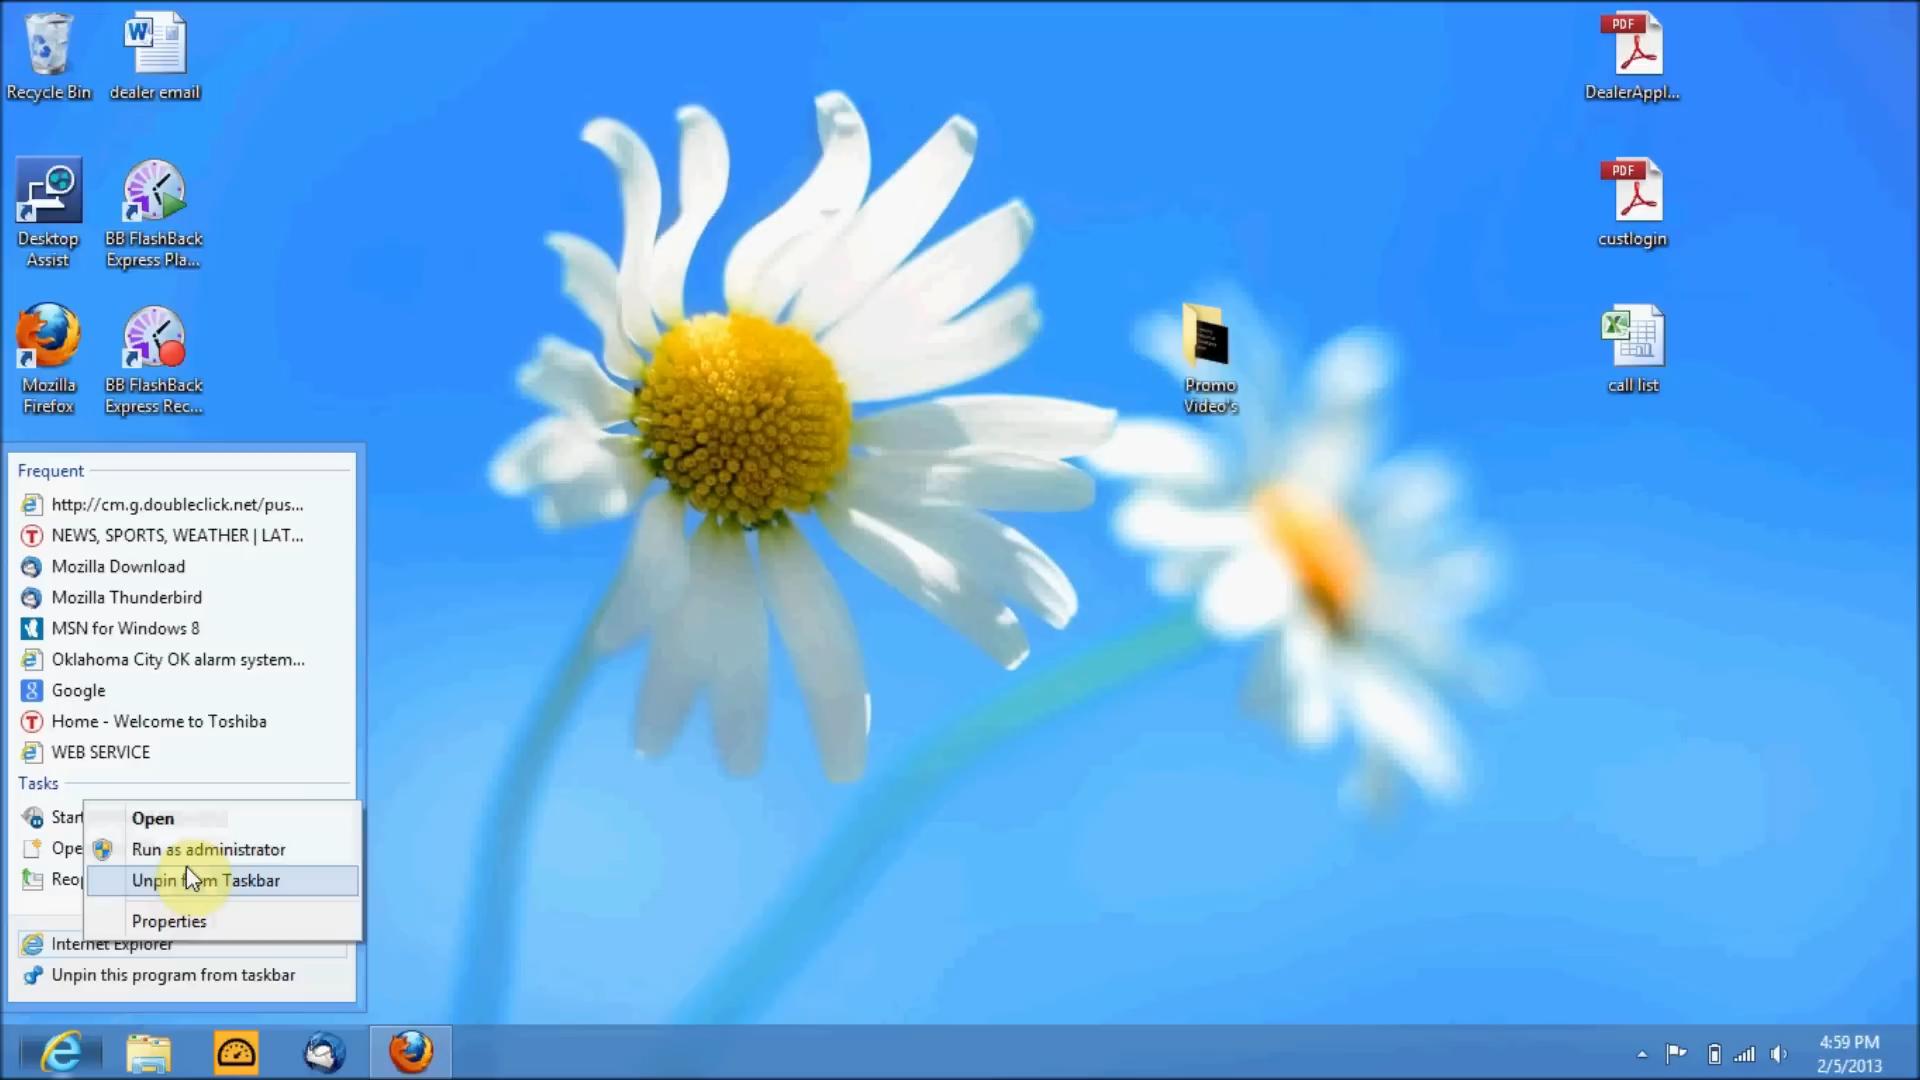 Recycle Bin
dealer email
DealerAppl...
Desktop
Assist
BB FlashBack
Express Pla...
custlogin
Mozilla
Firefox
BB FlashBack
Express Rec...
Promo
Video's
call list
Frequent
http://cm.g.doubleclick.net/pus...
NEWS, SPORTS, WEATHER | LAT...
Mozilla Download
Mozilla Thunderbird
MSN for Windows 8
Oklahoma City OK alarm system...
Google
Home - Welcome to Toshiba
WEB SERVICE
Tasks
Star
Ope
Reop
Open
Run as administrator
Unpin from Taskbar
Properties
Internet Explorer
Unpin this program from taskbar
PDF
PDF
4:59 PM
2/5/2013